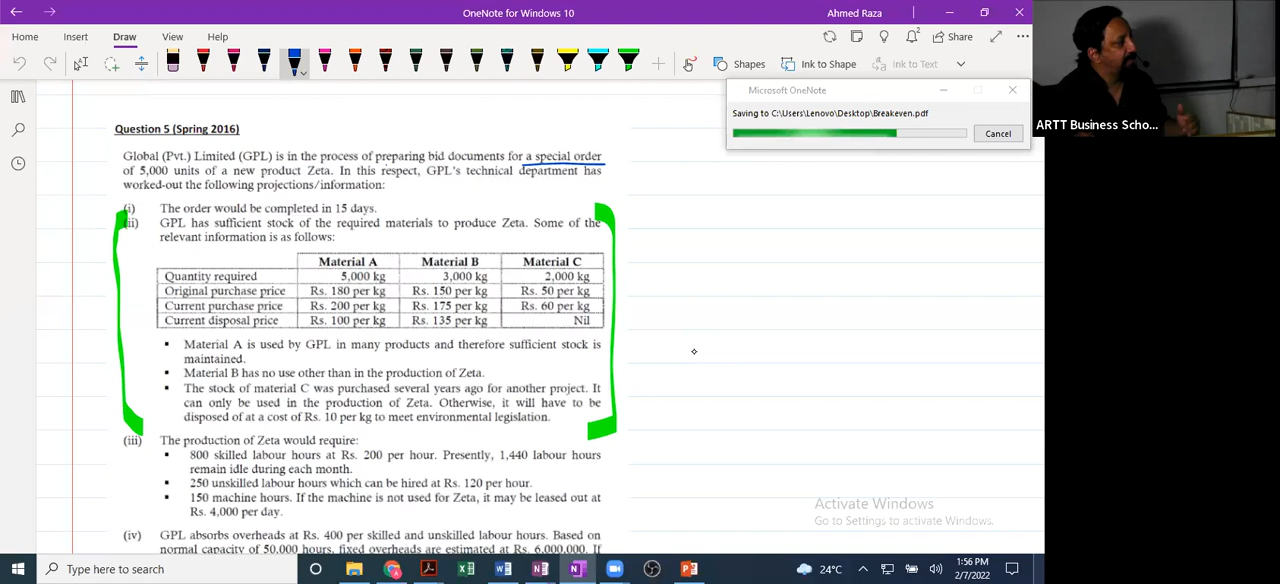 OneNote for Windows 10
Ahmed Raza
Home
Insert
Draw
View
Help
Share
Shapes
Ink to Shape
Ink to Text
Microsoft OneNote
Saving to C:\Users\Lenovo\Desktop\Breakeven.pdf
Cancel
ARTT Business Scho...
Question 5 (Spring 2016)
Global (Pvt.) Limited (GPL) is in the process of preparing bid documents for a special order
of 5,000 units of a new product Zeta. In this respect, GPL's technical department has
worked-out the following projections/information:
(i) The order would be completed in 15 days.
(ii) GPL has sufficient stock of the required materials to produce Zeta. Some of the
relevant information is as follows:
Material A Material B Material C
Quantity required 5,000 kg 3,000 kg 2,000 kg
Original purchase price Rs. 180 per kg Rs. 150 per kg Rs. 50 per kg
Current purchase price Rs. 200 per kg Rs. 175 per kg Rs. 60 per kg
Current disposal price Rs. 100 per kg Rs. 135 per kg Nil
▪ Material A is used by GPL in many products and therefore sufficient stock is
maintained.
▪ Material B has no use other than in the production of Zeta.
▪ The stock of material C was purchased several years ago for another project. It
can only be used in the production of Zeta. Otherwise, it will have to be
disposed of at a cost of Rs. 10 per kg to meet environmental legislation.
(iii) The production of Zeta would require:
▪ 800 skilled labour hours at Rs. 200 per hour. Presently, 1,440 labour hours
remain idle during each month.
▪ 250 unskilled labour hours which can be hired at Rs. 120 per hour.
▪ 150 machine hours. If the machine is not used for Zeta, it may be leased out at
Rs. 4,000 per day.
(iv) GPL absorbs overheads at Rs. 400 per skilled and unskilled labour hours. Based on
normal capacity of 50,000 hours, fixed overheads are estimated at Rs. 6,000,000. If
Activate Windows
Go to Settings to activate Windows.
Type here to search
24°C
1:56 PM
2/7/2022